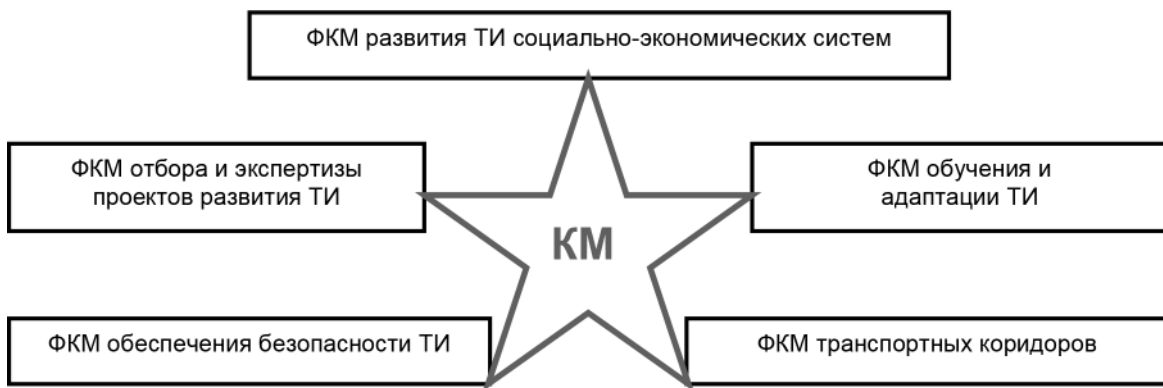 ФКМ развития ТИ социально-экономических систем
ФКМ отбора и экспертизы
проектов развития ТИ
ФКМ обучения и
адаптации ТИ
КМ
ФКМ обеспечения безопасности ТИ
ФКМ транспортных коридоров